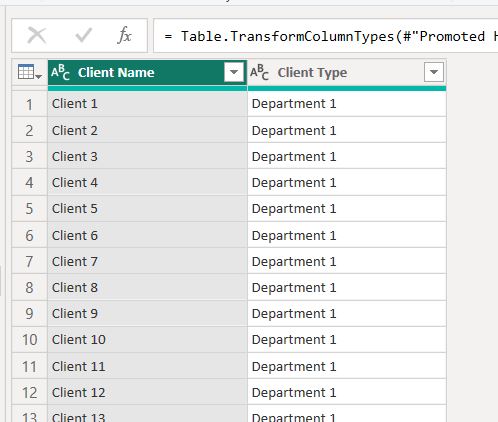 fx = Table.TransformColumnTypes(#"Promoted H
ABC Client Name ABC Client Type
1 Client 1 Department 1
2 Client 2 Department 1
3 Client 3 Department 1
4 Client 4 Department 1
5 Client 5 Department 1
6 Client 6 Department 1
7 Client 7 Department 1
8 Client 8 Department 1
9 Client 9 Department 1
10 Client 10 Department 1
11 Client 11 Department 1
12 Client 12 Department 1
13 Client 13 Department 1